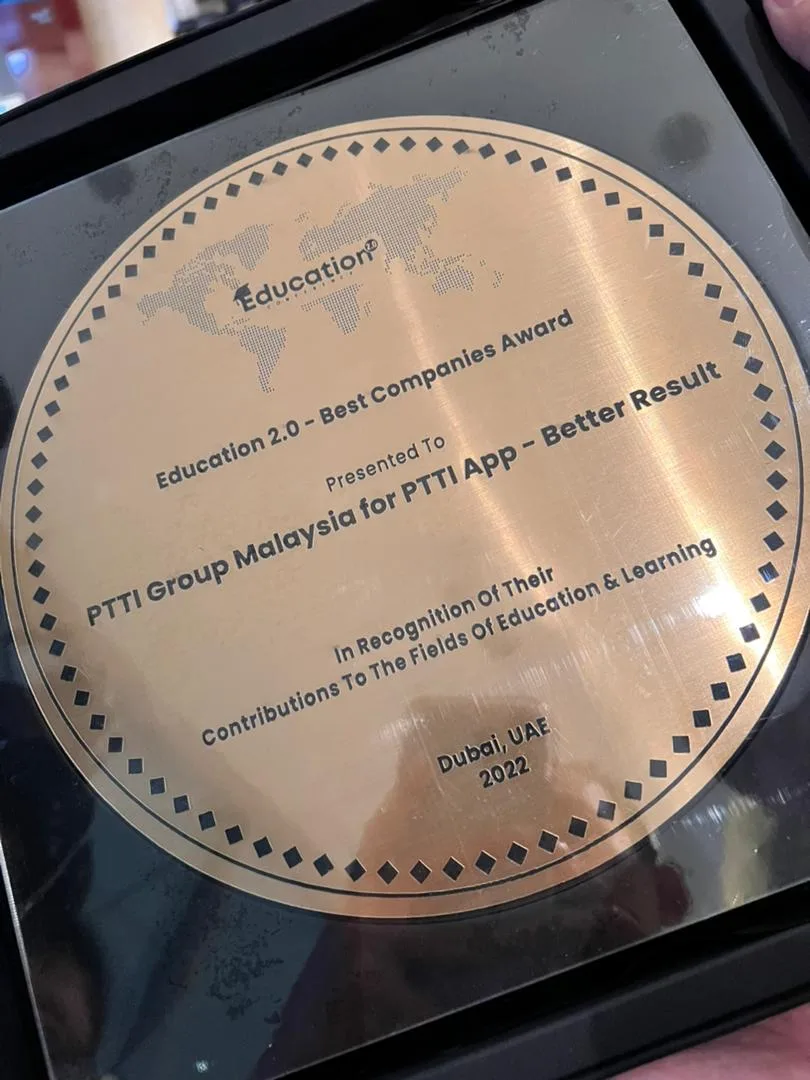 Education 2.0
CONFERENCE
Education 2.0 - Best Companies Award
Presented To
PTTI Group Malaysia for PTTI App - Better Result
In Recognition Of Their
Contributions To The Fields Of Education & Learning
Dubai, UAE
2022